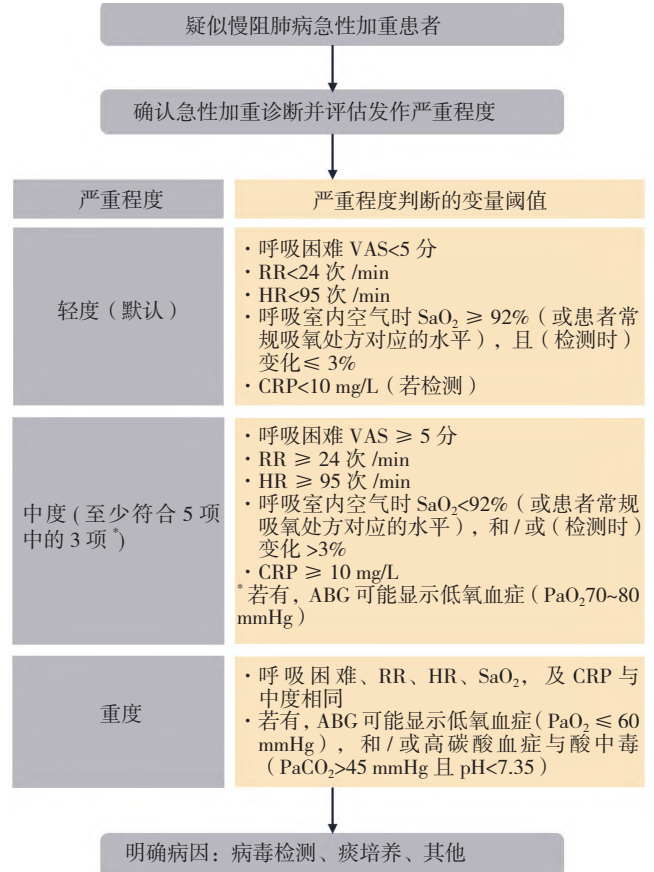 疑似慢阻肺病急性加重患者
确认急性加重诊断并评估发作严重程度
严重程度
严重程度判断的变量阈值
轻度（默认）
· 呼吸困难 VAS<5 分
· RR<24 次 /min
· HR<95 次 /min
· 呼吸室内空气时 SaO₂ ≥ 92%（或患者常
规吸氧处方对应的水平），且（检测时）
变化≤ 3%
· CRP<10 mg/L（若检测）
中度 ( 至少符合 5 项
中的 3 项 *)
· 呼吸困难 VAS ≥ 5 分
· RR ≥ 24 次 /min
· HR ≥ 95 次 /min
· 呼吸室内空气时 SaO₂<92%（或患者常规
吸氧处方对应的水平），和 / 或（检测时）
变化 >3%
· CRP ≥ 10 mg/L
* 若有，ABG 可能显示低氧血症（PaO₂70~80
mmHg）
重度
· 呼吸困难、RR、HR、SaO₂，及 CRP 与
中度相同
· 若有，ABG 可能显示低氧血症（PaO₂ ≤ 60
mmHg），和 / 或高碳酸血症与酸中毒
（PaCO₂>45 mmHg 且 pH<7.35）
明确病因：病毒检测、痰培养、其他